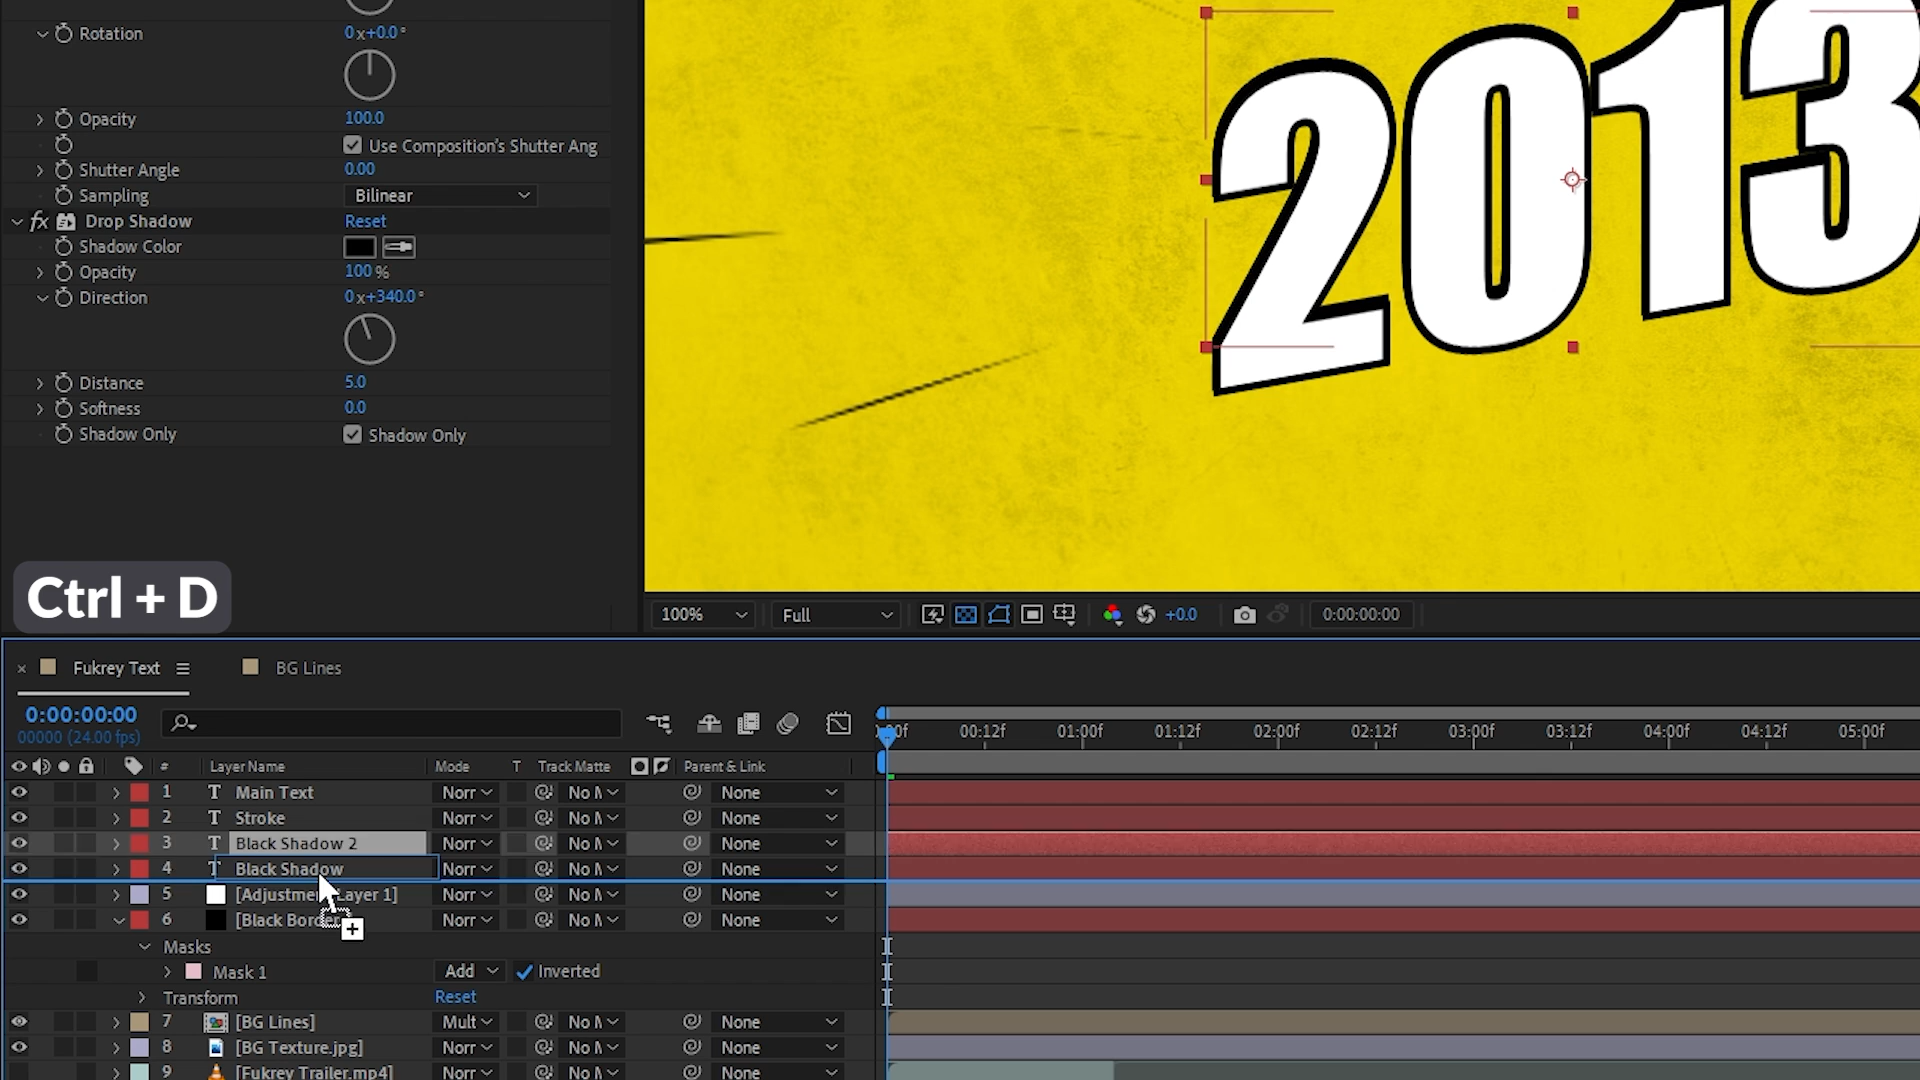 Rotation 0x+0.0°
Opacity 100.0
Use Composition's Shutter Ang
Shutter Angle 0.00
Sampling Bilinear
fx Drop Shadow Reset
Shadow Color
Opacity 100 %
Direction 0x+340.0°
Distance 5.0
Softness 0.0
Shadow Only Shadow Only
2013
Ctrl + D
100% Full +0.0 0:00:00:00
Fukrey Text BG Lines
0:00:00:00
00000 (24.00 fps)
00f 00:12f 01:00f 01:12f 02:00f 02:12f 03:00f 03:12f 04:00f 04:12f 05:00f
# Layer Name Mode T Track Matte Parent & Link
1 T Main Text Norr No None
2 T Stroke Norr No None
3 T Black Shadow 2 Norr No None
4 T Black Shadow Norr No None
5 [Adjustment Layer 1] Norr No None
6 [Black Border Norr No None
Masks
Mask 1 Add Inverted
Transform Reset
7 [BG Lines] Mult No None
8 [BG Texture.jpg] Norr No None
9 [Fukrey Trailer.mp4] Norr No None